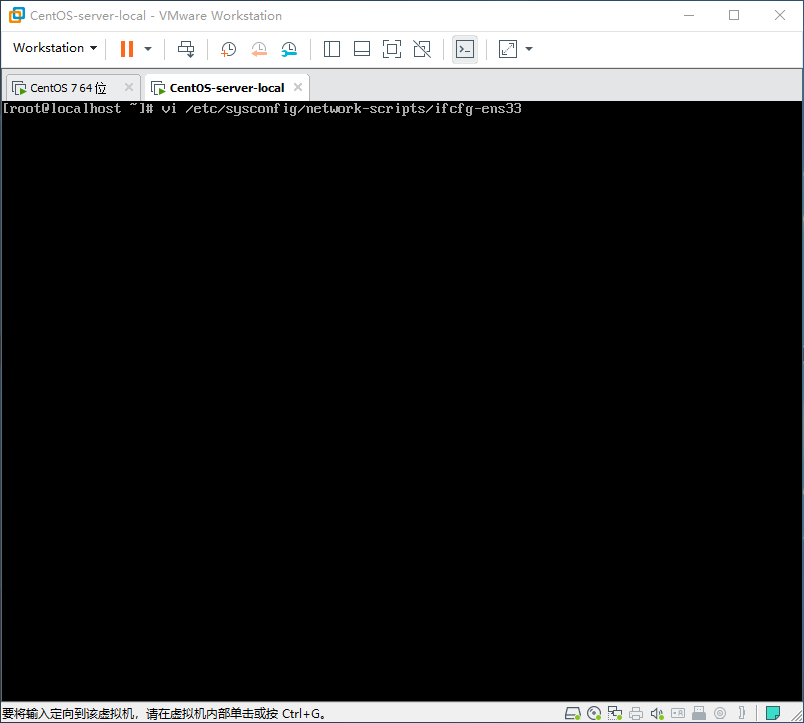 CentOS-server-local - VMware Workstation
Workstation
CentOS 7 64 位
CentOS-server-local
[root@localhost ~]# vi /etc/sysconfig/network-scripts/ifcfg-ens33
要将输入定向到该虚拟机，请在虚拟机内部单击或按 Ctrl+G。